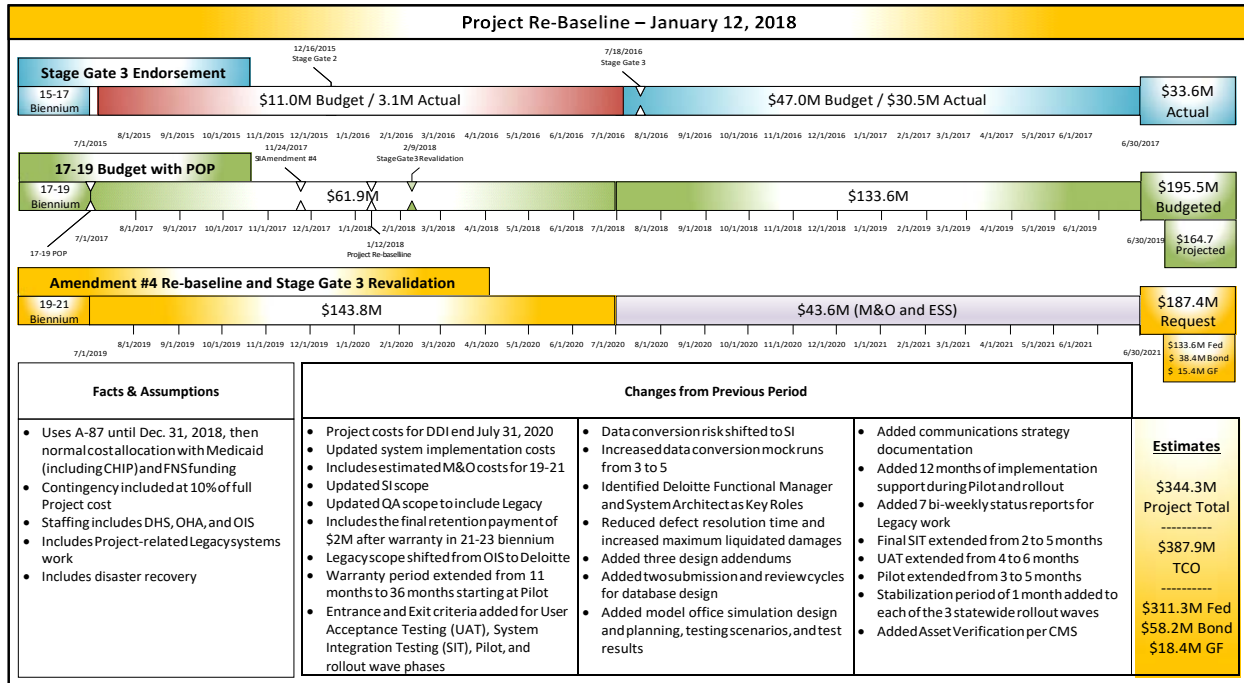 Project Re-Baseline – January 12, 2018
12/16/2015
Stage Gate 2
7/18/2016
Stage Gate 3
Stage Gate 3 Endorsement
15-17
Biennium
$11.0M Budget / 3.1M Actual
$47.0M Budget / $30.5M Actual
$33.6M
Actual
8/1/2015 9/1/2015 10/1/2015 11/1/2015 12/1/2015 1/1/2016 2/1/2016 3/1/2016 4/1/2016 5/1/2016 6/1/2016 7/1/2016 8/1/2016 9/1/2016 10/1/2016 11/1/2016 12/1/2016 1/1/2017 2/1/2017 3/1/2017 4/1/2017 5/1/2017 6/1/2017
7/1/2015
6/30/2017
11/24/2017
SI Amendment #4
2/9/2018
Stage Gate 3 Revalidation
17-19 Budget with POP
17-19
Biennium
$61.9M
$133.6M
$195.5M
Budgeted
8/1/2017 9/1/2017 10/1/2017 11/1/2017 12/1/2017 1/1/2018 2/1/2018 3/1/2018 4/1/2018 5/1/2018 6/1/2018 7/1/2018 8/1/2018 9/1/2018 10/1/2018 11/1/2018 12/1/2018 1/1/2019 2/1/2019 3/1/2019 4/1/2019 5/1/2019 6/1/2019
7/1/2017
6/30/2019
17-19 POP
1/12/2018
Project Re-baseline
$164.7
Projected
Amendment #4 Re-baseline and Stage Gate 3 Revalidation
19-21
Biennium
$143.8M
$43.6M (M&O and ESS)
$187.4M
Request
8/1/2019 9/1/2019 10/1/2019 11/1/2019 12/1/2019 1/1/2020 2/1/2020 3/1/2020 4/1/2020 5/1/2020 6/1/2020 7/1/2020 8/1/2020 9/1/2020 10/1/2020 11/1/2020 12/1/2020 1/1/2021 2/1/2021 3/1/2021 4/1/2021 5/1/2021 6/1/2021
7/1/2019
6/30/2021
$133.6M Fed
$ 38.4M Bond
$ 15.4M GF
Facts & Assumptions
• Uses A-87 until Dec. 31, 2018, then
normal cost allocation with Medicaid
(including CHIP) and FNS funding
• Contingency included at 10% of full
Project cost
• Staffing includes DHS, OHA, and OIS
• Includes Project-related Legacy systems
work
• Includes disaster recovery
Changes from Previous Period
• Project costs for DDI end July 31, 2020
• Updated system implementation costs
• Includes estimated M&O costs for 19-21
• Updated SI scope
• Updated QA scope to include Legacy
• Includes the final retention payment of
$2M after warranty in 21-23 biennium
• Legacy scope shifted from OIS to Deloitte
• Warranty period extended from 11
months to 36 months starting at Pilot
• Entrance and Exit criteria added for User
Acceptance Testing (UAT), System
Integration Testing (SIT), Pilot, and
rollout wave phases
• Data conversion risk shifted to SI
• Increased data conversion mock runs
from 3 to 5
• Identified Deloitte Functional Manager
and System Architect as Key Roles
• Reduced defect resolution time and
increased maximum liquidated damages
• Added three design addendums
• Added two submission and review cycles
for database design
• Added model office simulation design
and planning, testing scenarios, and test
results
• Added communications strategy
documentation
• Added 12 months of implementation
support during Pilot and rollout
• Added 7 bi-weekly status reports for
Legacy work
• Final SIT extended from 2 to 5 months
• UAT extended from 4 to 6 months
• Pilot extended from 3 to 5 months
• Stabilization period of 1 month added to
each of the 3 statewide rollout waves
• Added Asset Verification per CMS
Estimates
$344.3M
Project Total
----------
$387.9M
TCO
----------
$311.3M Fed
$58.2M Bond
$18.4M GF